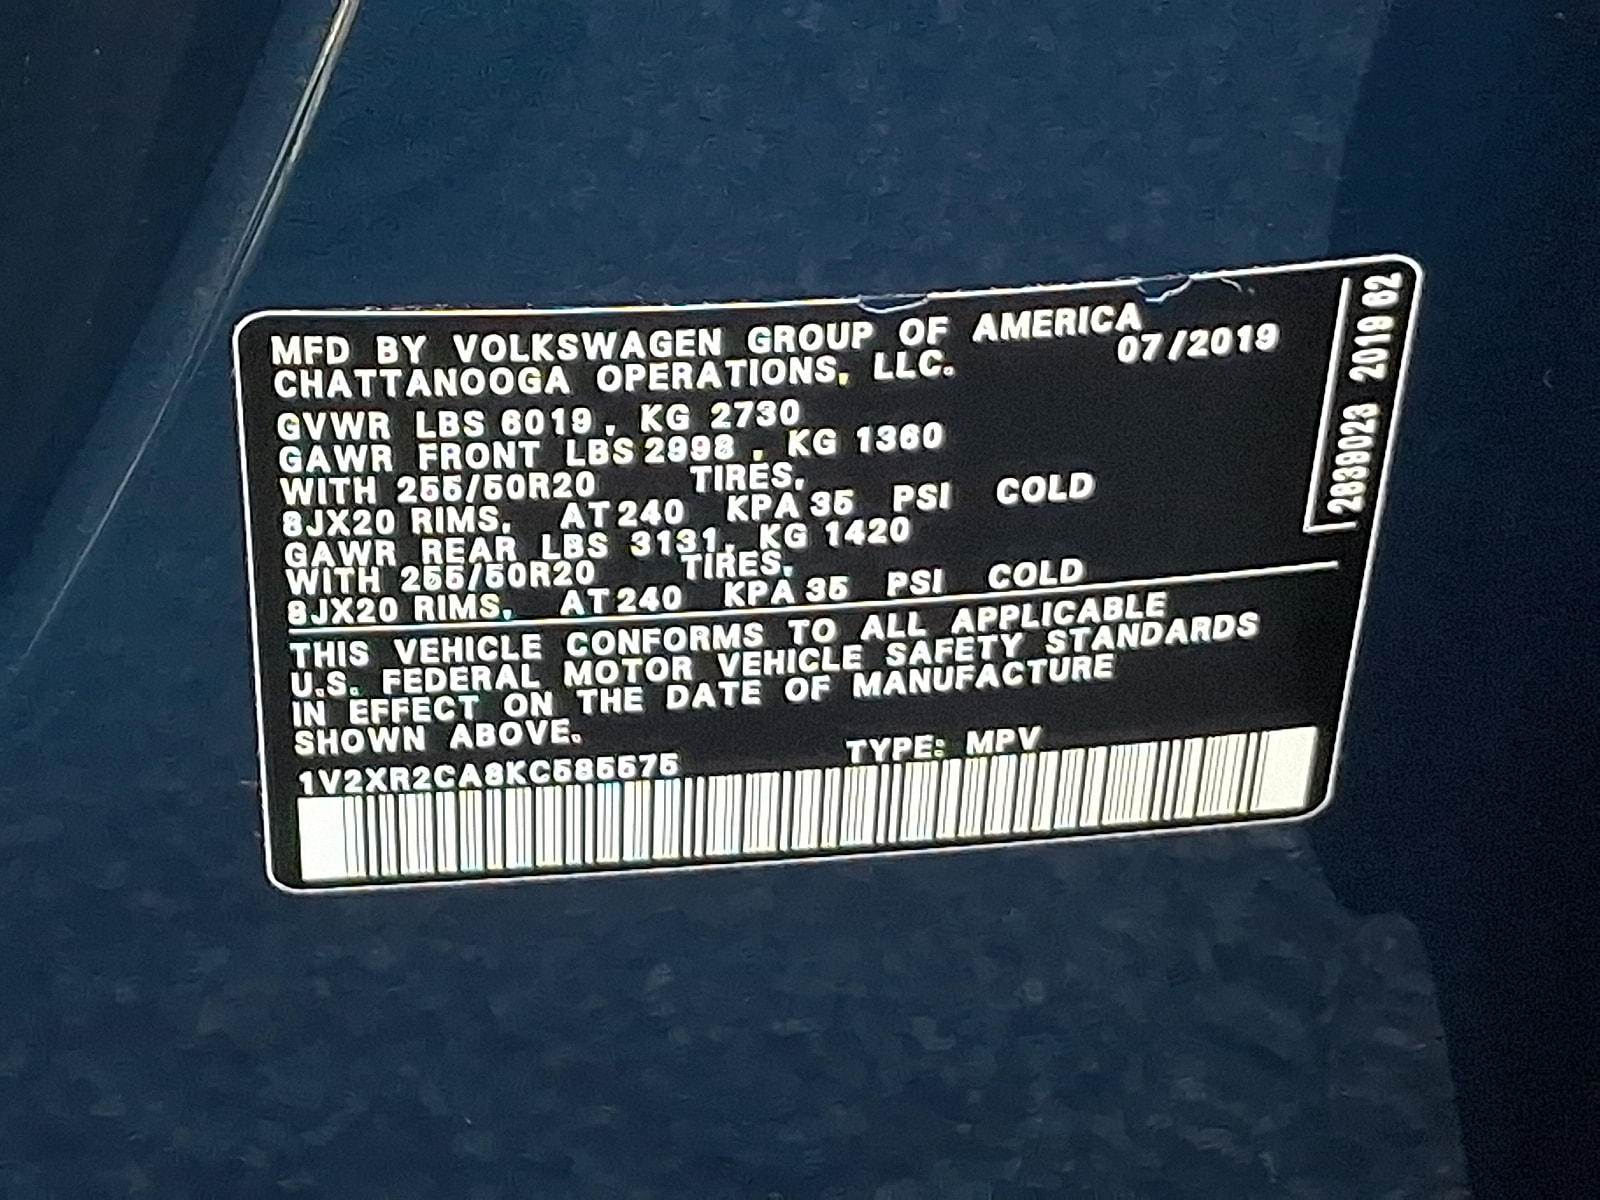 MFD BY VOLKSWAGEN GROUP OF AMERICA
CHATTANOOGA OPERATIONS, LLC. 07/2019
GVWR LBS 6019, KG 2730
GAWR FRONT LBS 2998, KG 1360
WITH 255/50R20 TIRES,
8JX20 RIMS, AT 240 KPA 35 PSI COLD
GAWR REAR LBS 3131, KG 1420
WITH 255/50R20 TIRES,
8JX20 RIMS, AT 240 KPA 35 PSI COLD
THIS VEHICLE CONFORMS TO ALL APPLICABLE
U.S. FEDERAL MOTOR VEHICLE SAFETY STANDARDS
IN EFFECT ON THE DATE OF MANUFACTURE
SHOWN ABOVE.
1V2XR2CA8KC585575 TYPE: MPV
2839023 2019 62